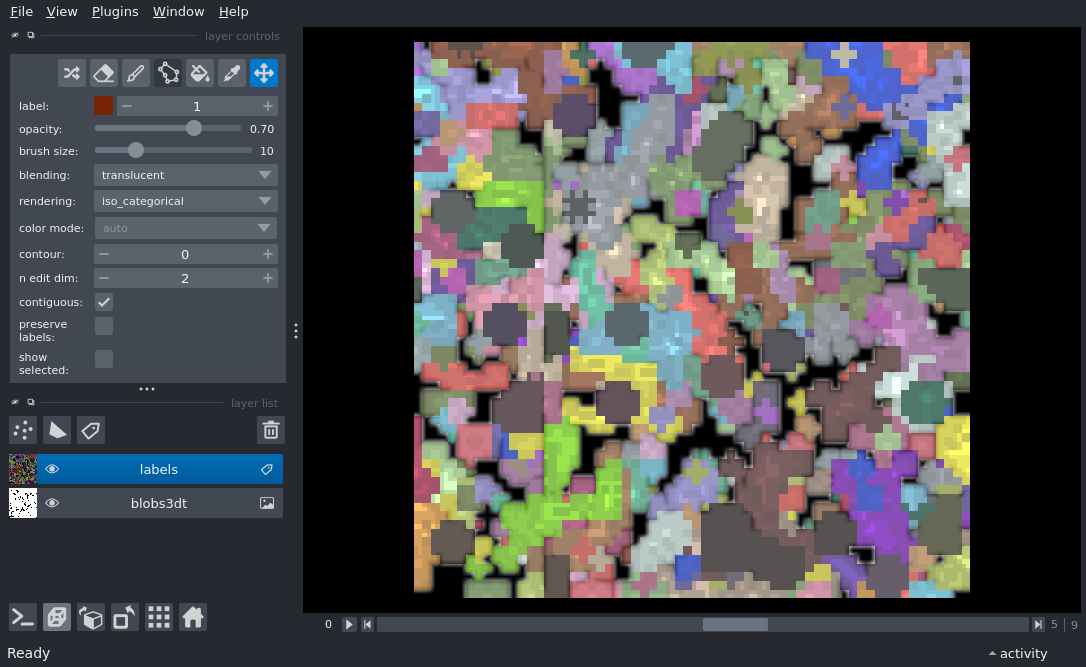 File View Plugins Window Help
layer controls
label: 1
opacity: 0.70
brush size: 10
blending: translucent
rendering: iso_categorical
color mode: auto
contour: 0
n edit dim: 2
contiguous:
preserve
labels:
show
selected:
layer list
labels
blobs3dt
0 5 | 9
Ready activity